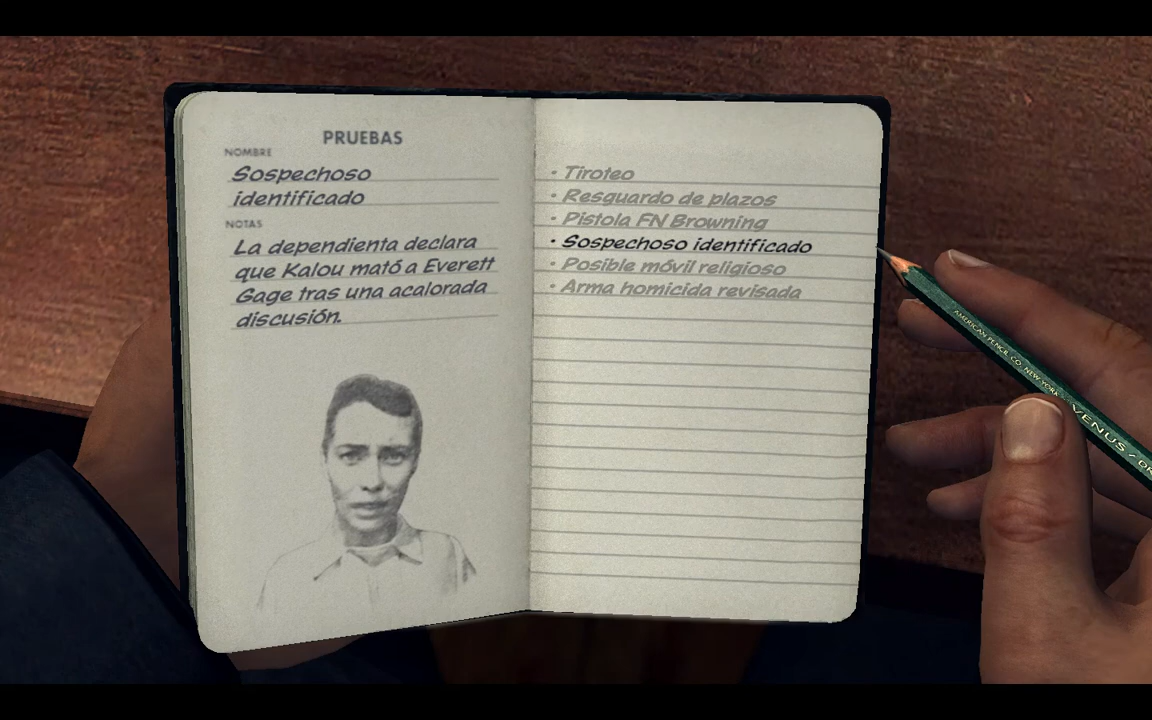 PRUEBAS
NOMBRE
Sospechoso
identificado
NOTAS
La dependienta declara
que Kalou mató a Everett
Gage tras una acalorada
discusión.
· Tiroteo
· Resguardo de plazos
· Pistola FN Browning
· Sospechoso identificado
· Posible móvil religioso
· Arma homicida revisada
AMERICAN PENCIL CO. NEW YORK
VENUS / DR